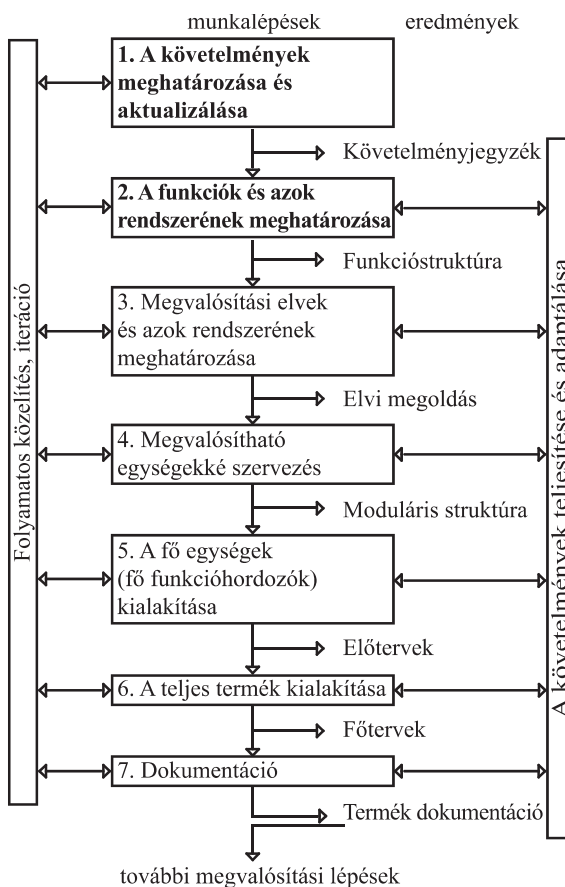 munkalépések
eredmények
1. A követelmények
meghatározása és
aktualizálása
Követelményjegyzék
2. A funkciók és azok
rendszerének meghatározása
Funkcióstruktúra
3. Megvalósítási elvek
és azok rendszerének
meghatározása
Elvi megoldás
4. Megvalósítható
egységekké szervezés
Moduláris struktúra
5. A fő egységek
(fő funkcióhordozók)
kialakítása
Előtervek
6. A teljes termék kialakítása
Főtervek
7. Dokumentáció
Termék dokumentáció
további megvalósítási lépések
Folyamatos közelítés, iteráció
A követelmények teljesítése és adaptálása